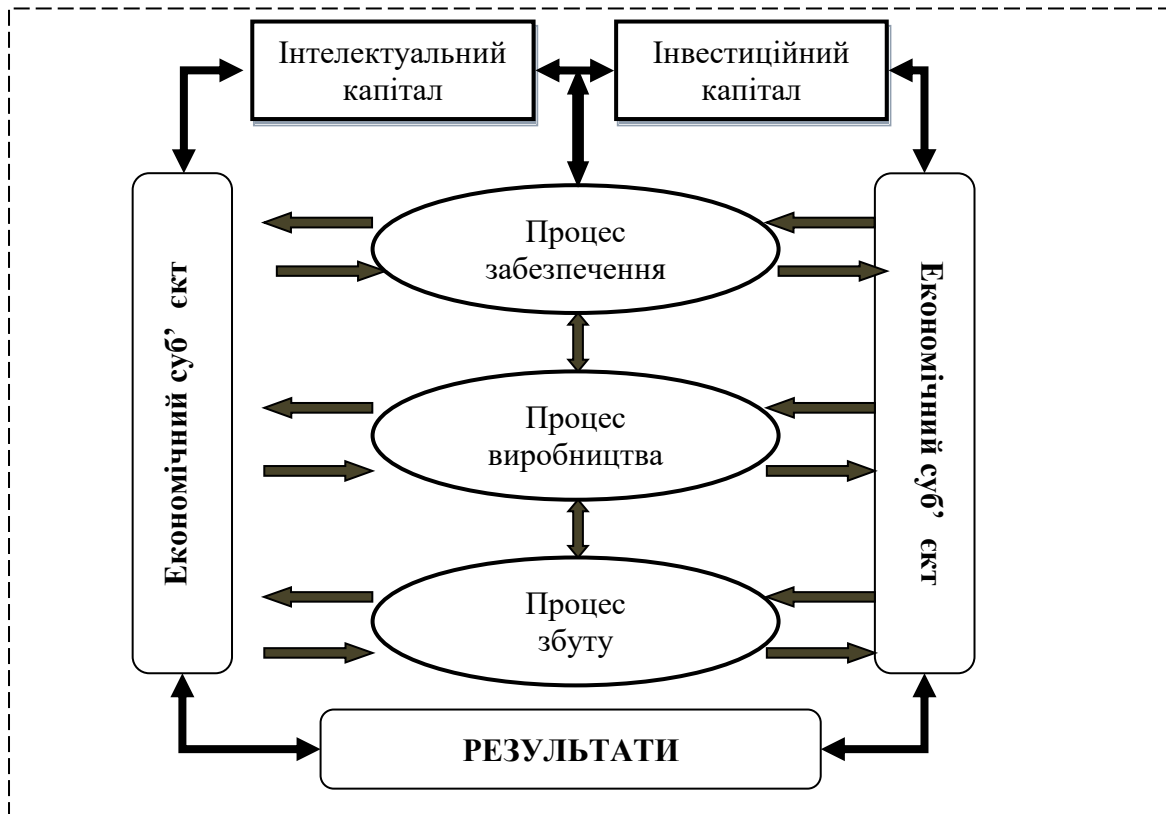 Інтелектуальний
капітал
Інвестиційний
капітал
Економічний суб’ єкт
Процес
забезпечення
Економічний суб’ єкт
Процес
виробництва
Процес
збуту
РЕЗУЛЬТАТИ